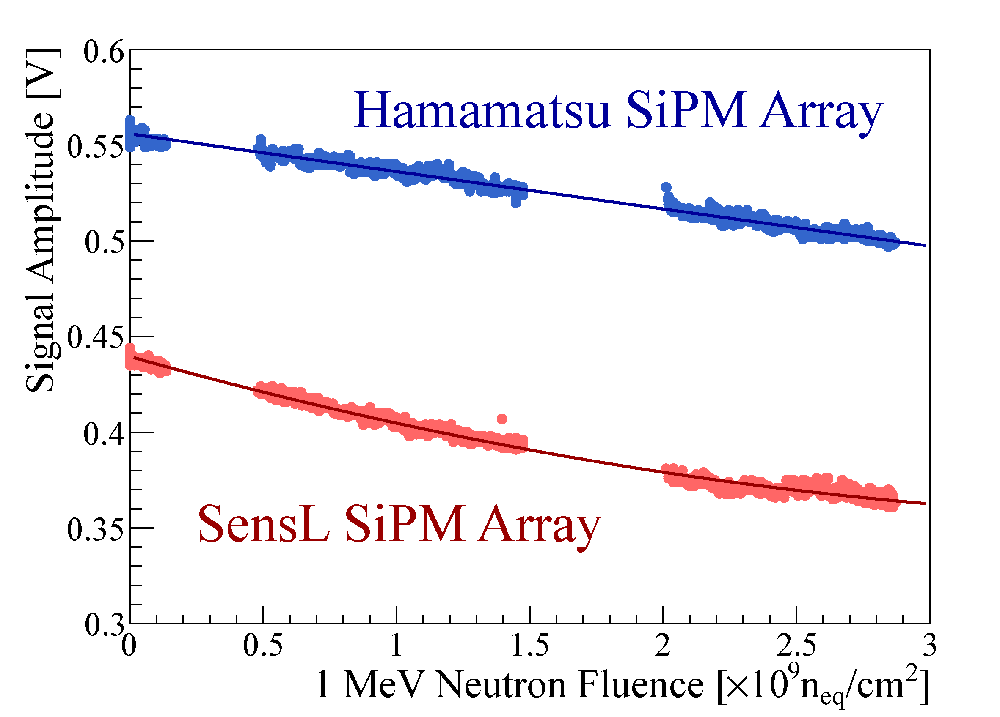 Signal Amplitude [V]
0.6
0.55
0.5
0.45
0.4
0.35
0.3
Hamamatsu SiPM Array
SensL SiPM Array
0 0.5 1 1.5 2 2.5 3
1 MeV Neutron Fluence [×10⁹n_eq/cm²]